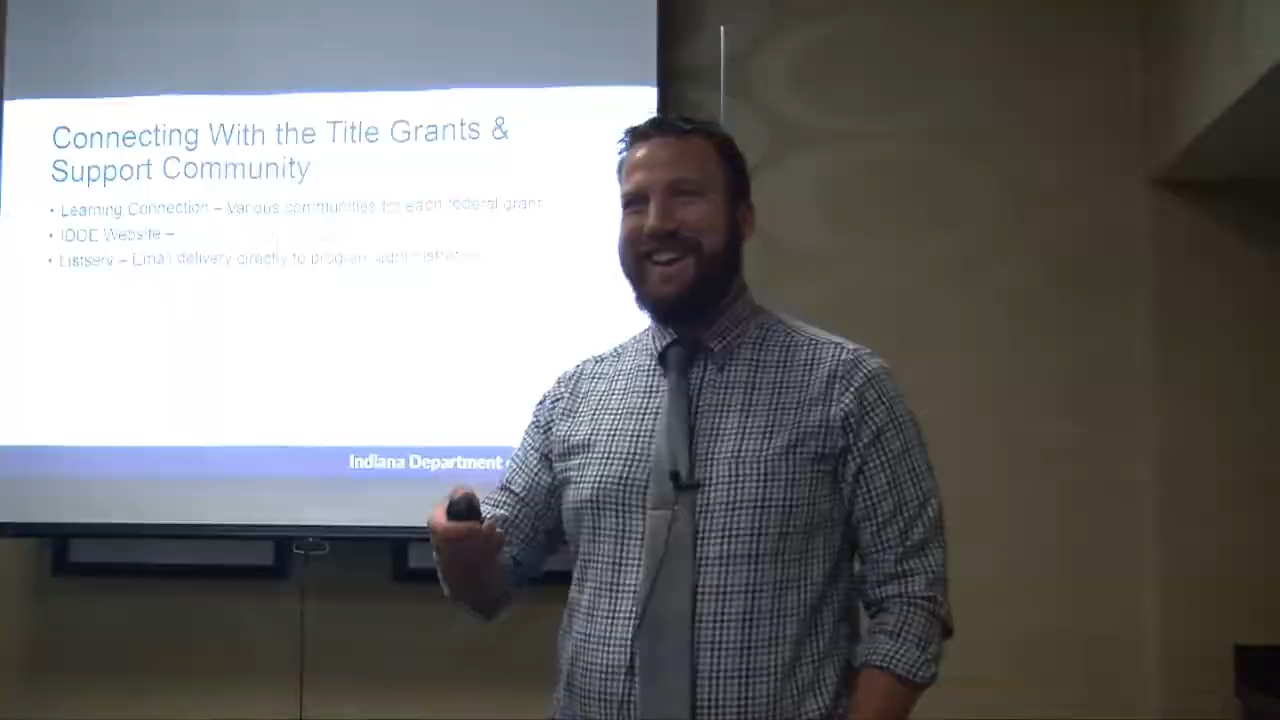 Connecting With the Title Grants &
Support Community
• Learning Connection – Various communities for each federal grant
• IDOE Website –
• Listserv – Email delivery directly to program administrators
Indiana Department